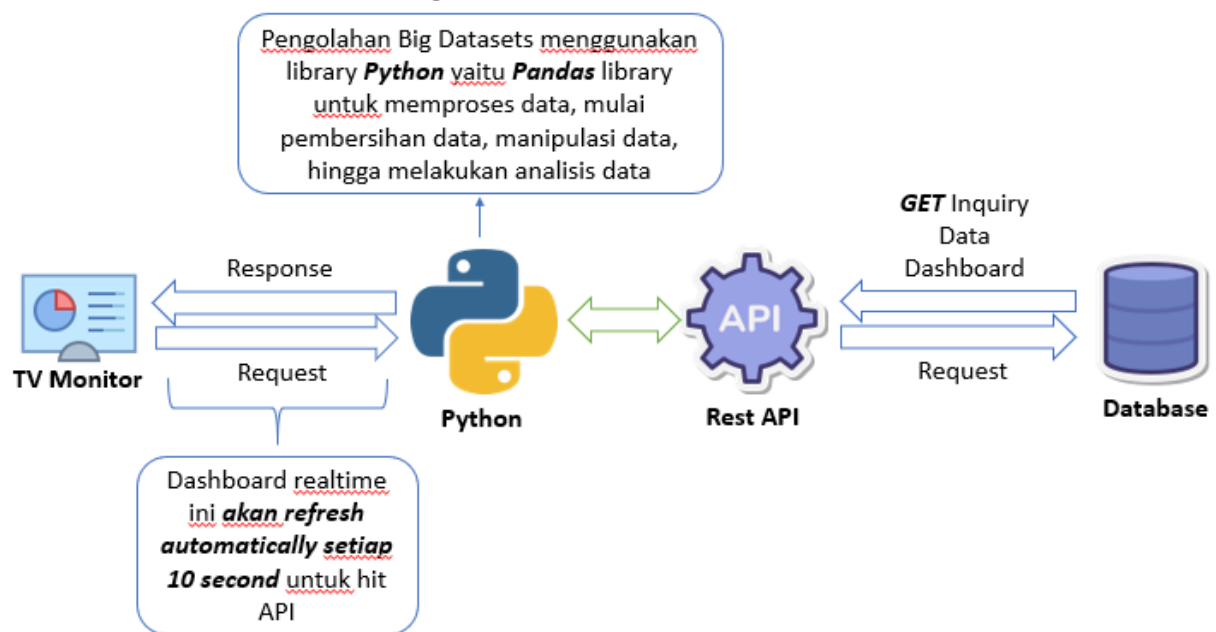 Pengolahan Big Datasets menggunakan
library Python yaitu Pandas library
untuk memproses data, mulai
pembersihan data, manipulasi data,
hingga melakukan analisis data
GET Inquiry
Data
Dashboard
Response
API
Request
Request
TV Monitor
Python
Rest API
Database
Dashboard realtime
ini akan refresh
automatically setiap
10 second untuk hit
API